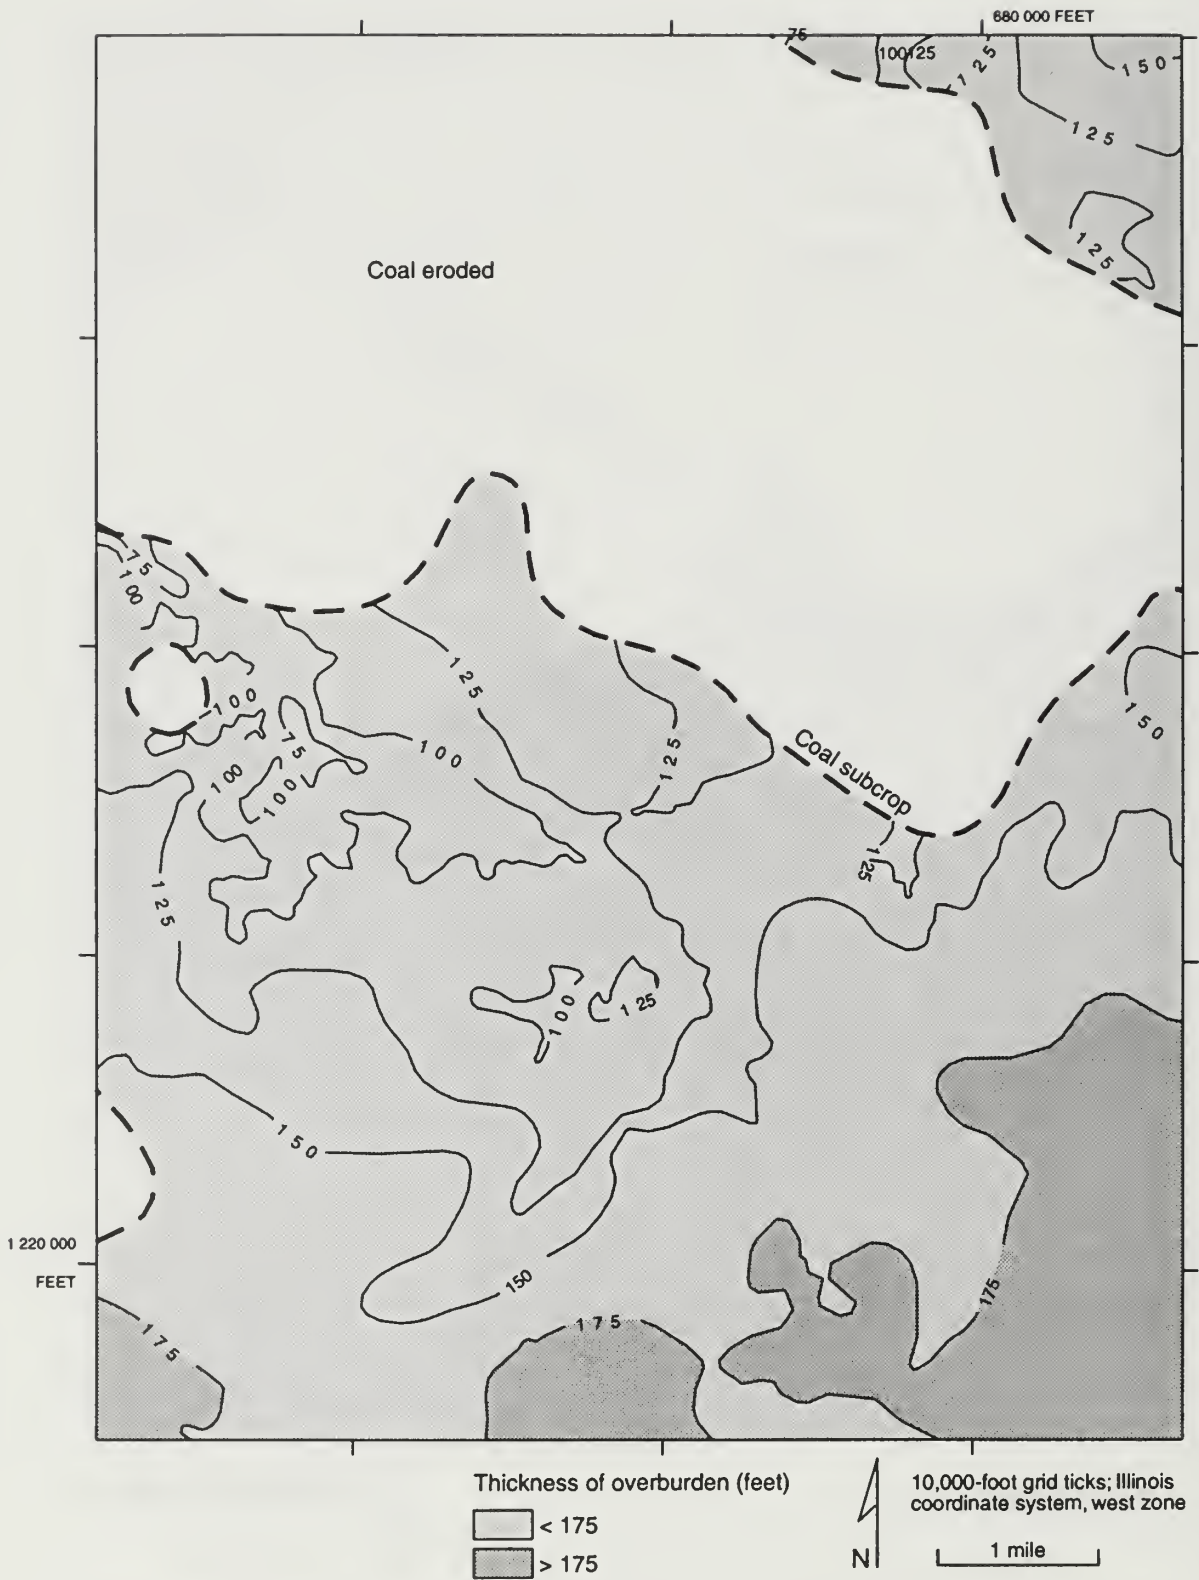 680 000 FEET
75
100
125
125
150
125
125
Coal eroded
75
100
125
150
100
125
75
100
100
100
Coal subcrop
125
125
100
125
150
1 220 000
FEET
150
175
175
175
Thickness of overburden (feet)
< 175
> 175
N
10,000-foot grid ticks; Illinois
coordinate system, west zone
1 mile